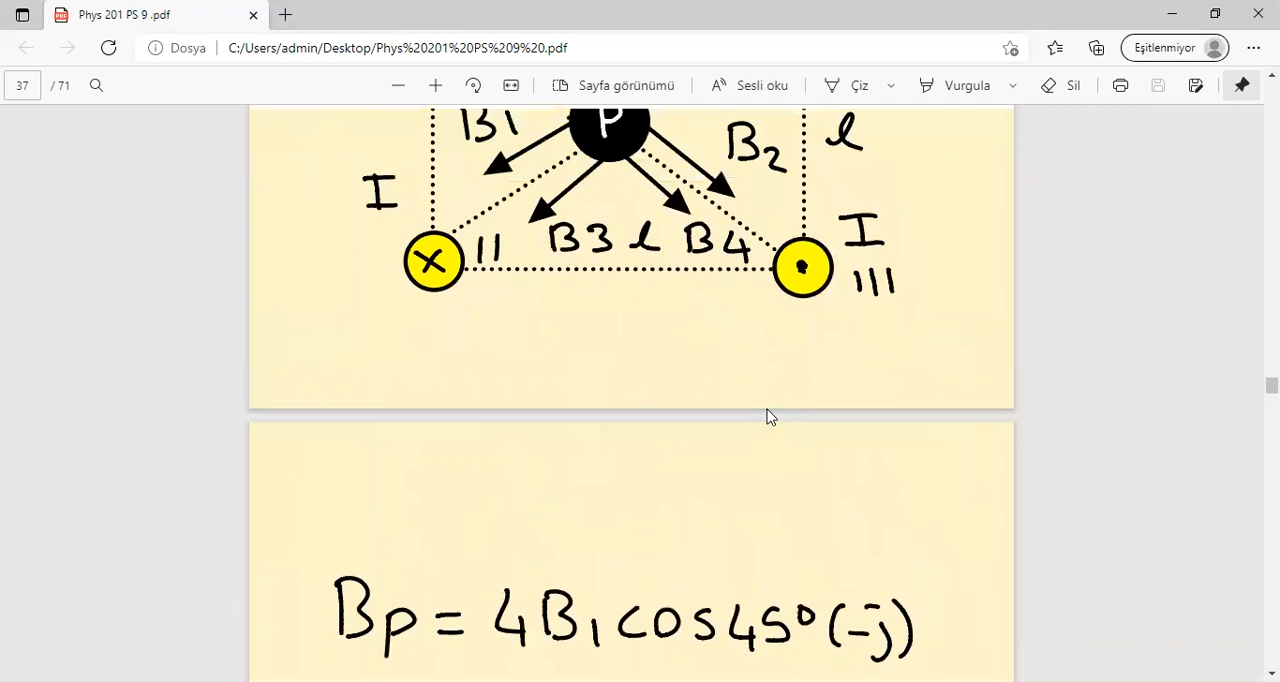 Phys 201 PS 9 .pdf
Dosya C:/Users/admin/Desktop/Phys%20201%20PS%209%20.pdf Eşitlenmiyor
37 / 71 Sayfa görünümü Sesli oku Çiz Vurgula Sil
B1 P B2 l
I
II B3 l B4 I
III
Bp = 4B1 cos45° (-j)